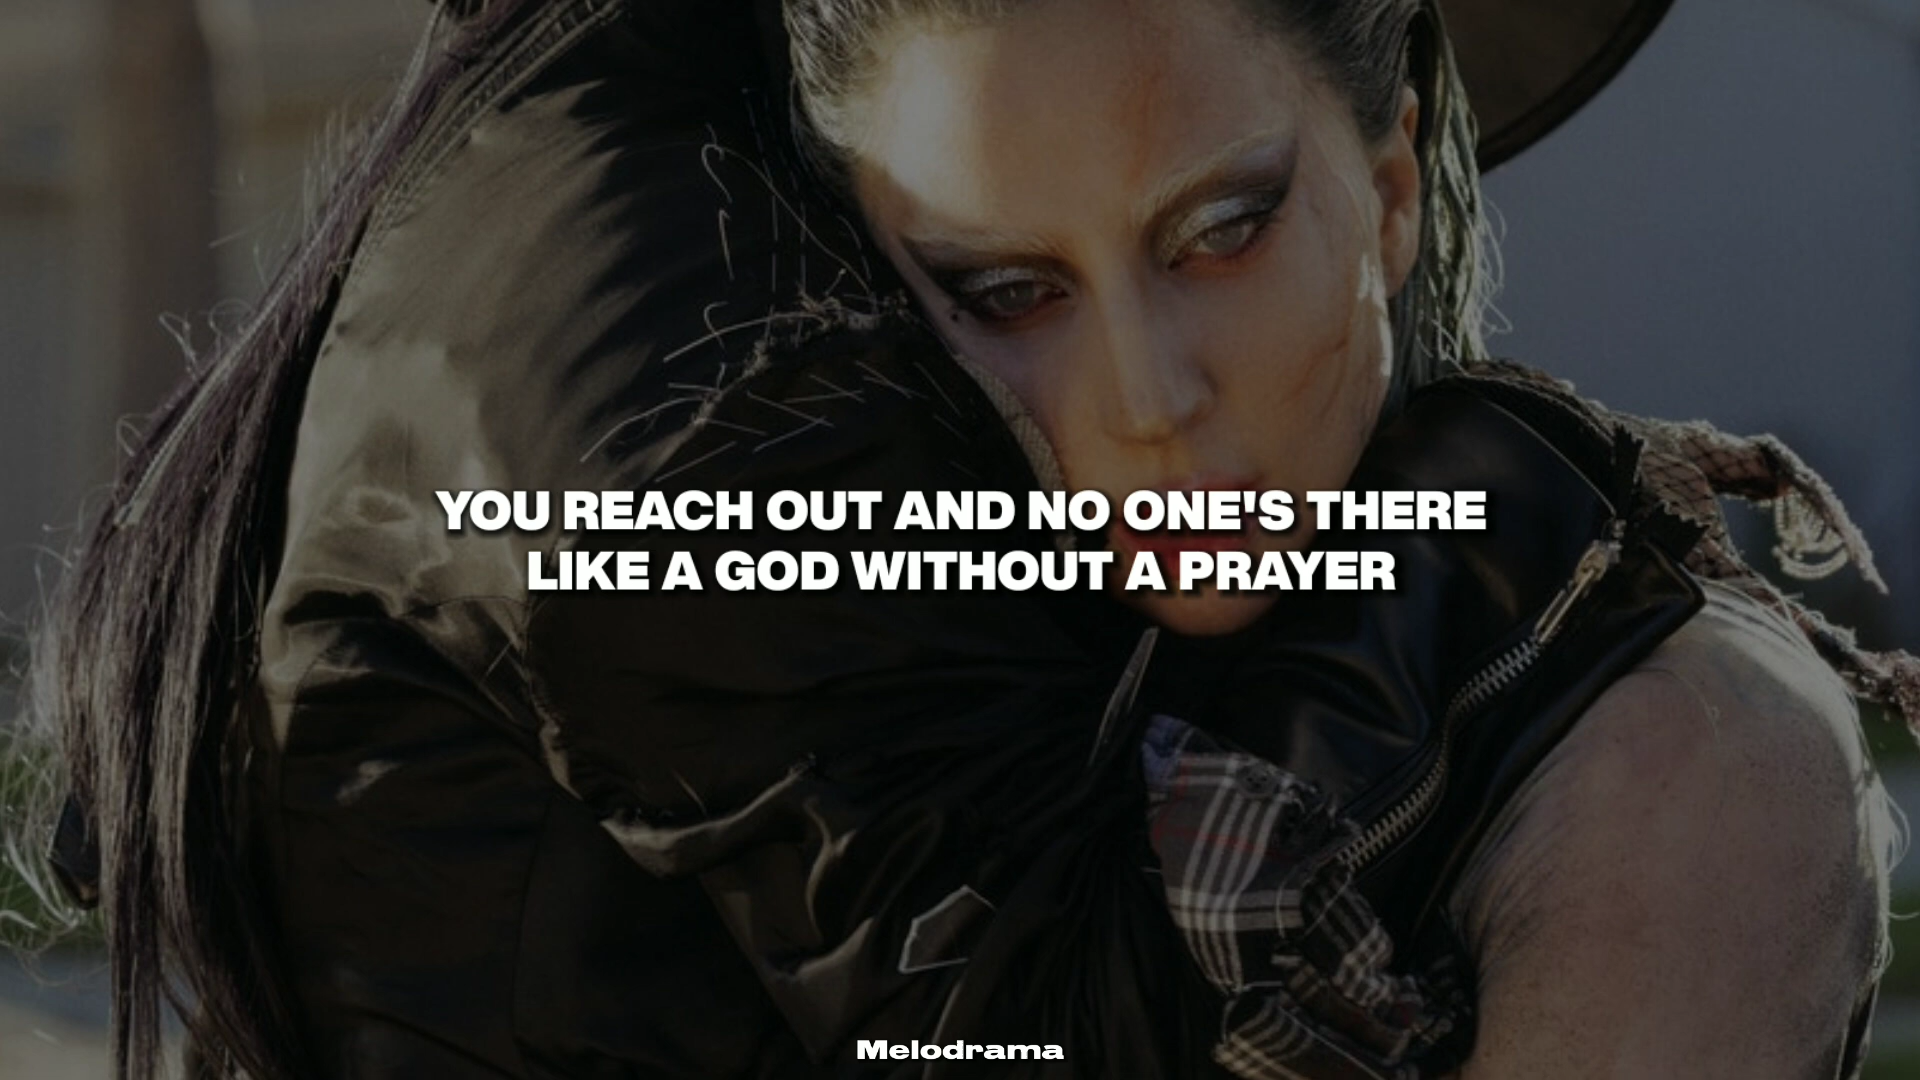 YOU REACH OUT AND NO ONE'S THERE
LIKE A GOD WITHOUT A PRAYER
Melodrama